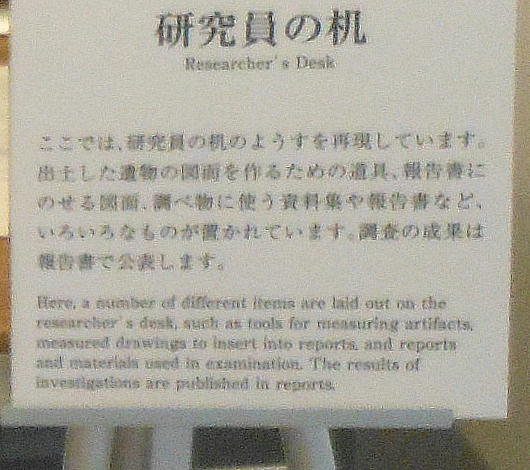 研究員の机
Researcher's Desk
ここでは、研究員の机のようすを再現しています。
出土した遺物の図面を作るための道具、報告書に
のせる図面、調べ物に使う資料集や報告書など、
いろいろなものが置かれています。調査の成果は
報告書で公表します。
Here, a number of different items are laid out on the
researcher's desk, such as tools for measuring artifacts,
measured drawings to insert into reports, and reports
and materials used in examination. The results of
investigations are published in reports.